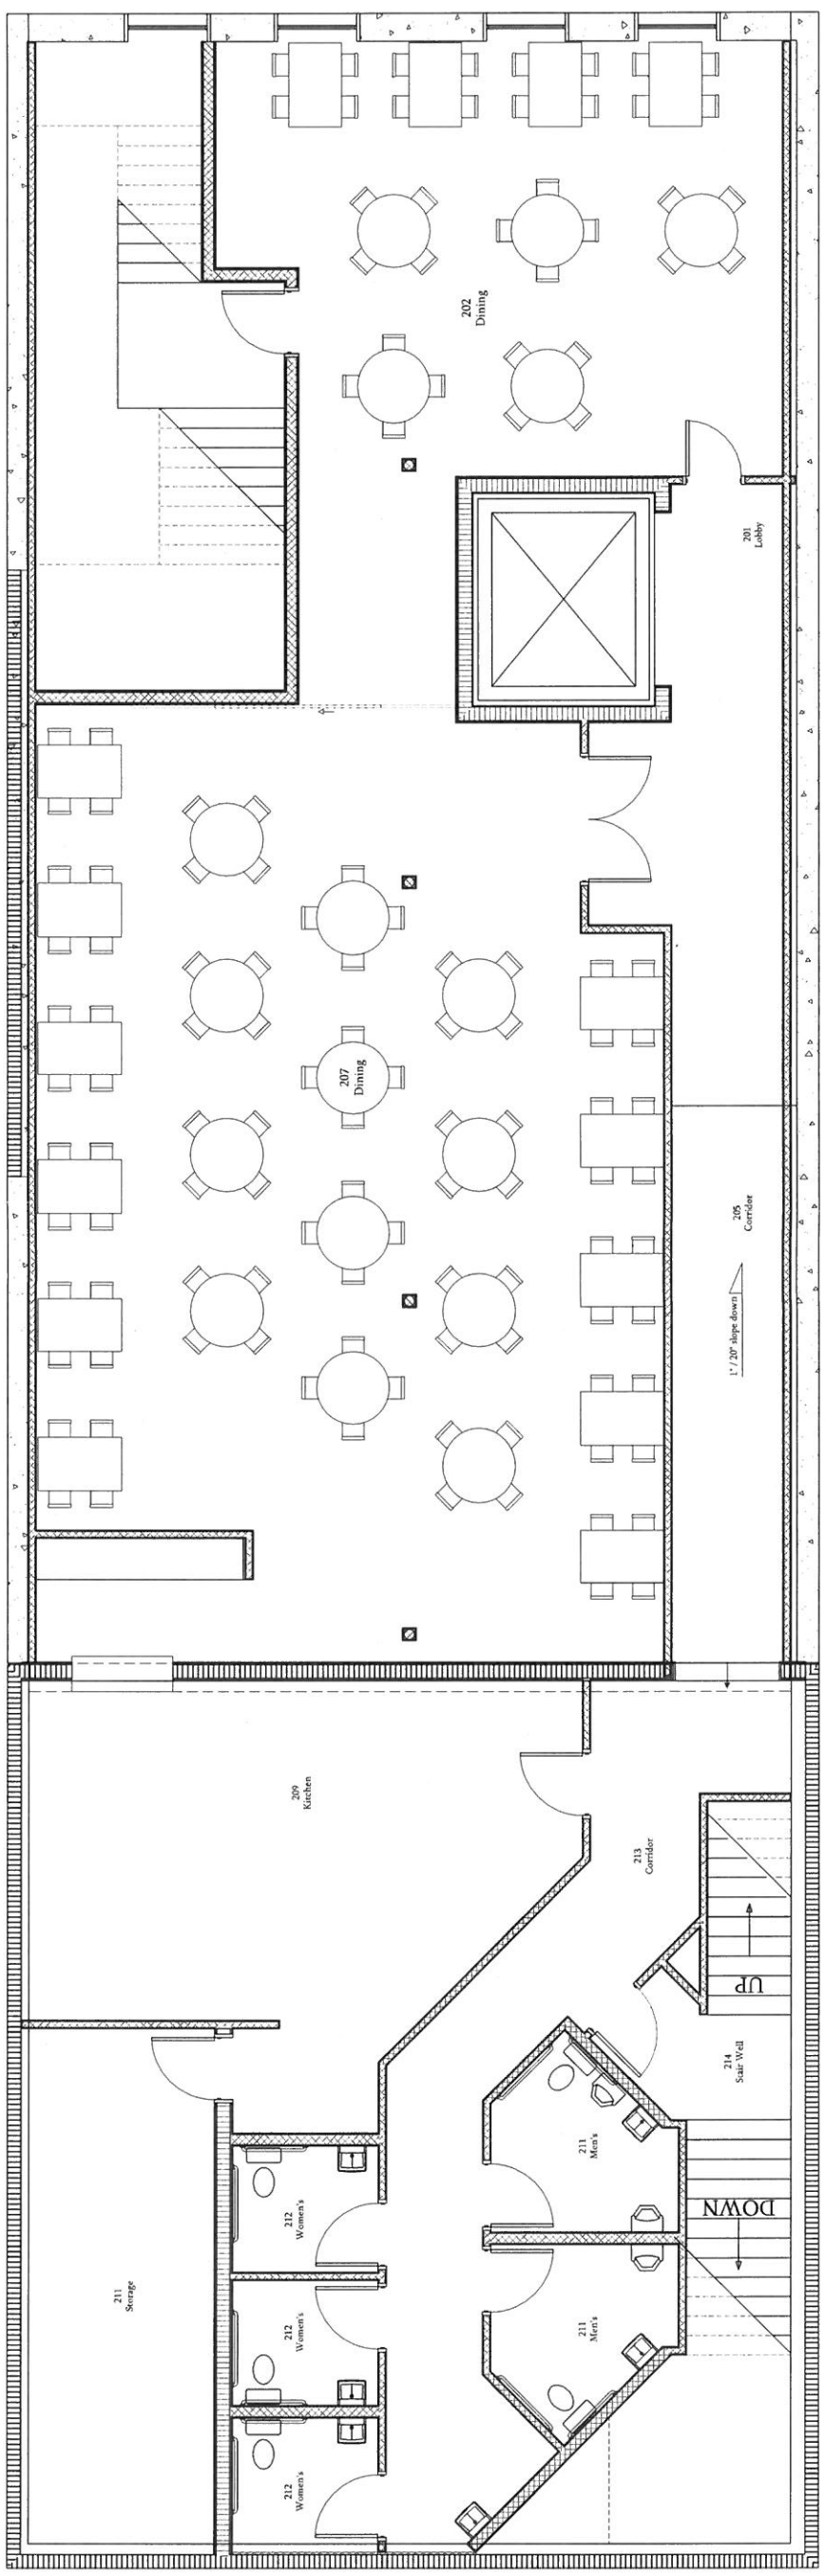 202
Dining
201
Lobby
207
Dining
205
Corridor
1" / 20" slope down
209
Kitchen
213
Corridor
UP
214
Stair Well
211
Men's
DOWN
212
Women's
211
Storage
212
Women's
211
Men's
212
Women's